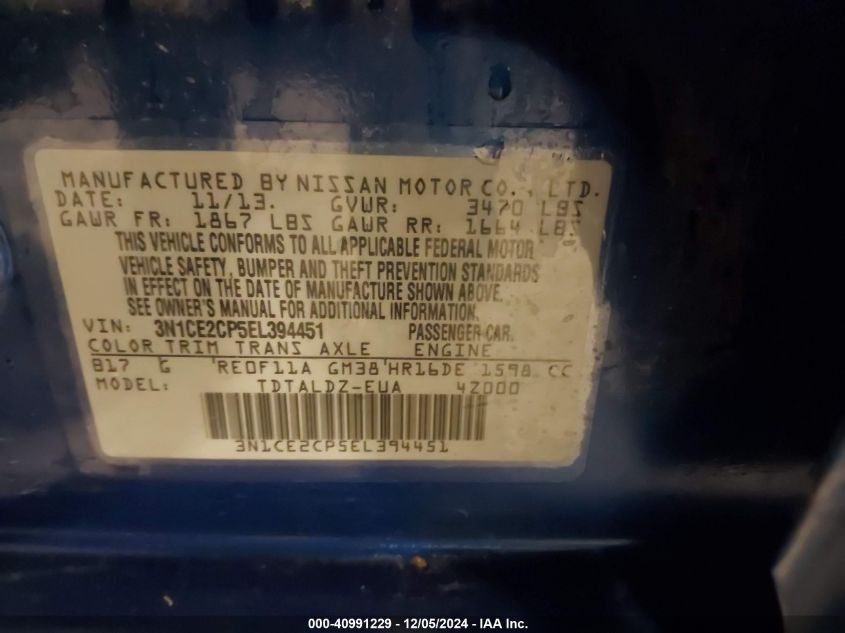 MANUFACTURED BY NISSAN MOTOR CO., LTD.
DATE: 11/13. GVWR: 3470 LBS
GAWR FR: 1867 LBS GAWR RR: 1664 LBS
THIS VEHICLE CONFORMS TO ALL APPLICABLE FEDERAL MOTOR
VEHICLE SAFETY, BUMPER AND THEFT PREVENTION STANDARDS
IN EFFECT ON THE DATE OF MANUFACTURE SHOWN ABOVE.
SEE OWNER'S MANUAL FOR ADDITIONAL INFORMATION.
VIN: 3N1CE2CP5EL394451 PASSENGER CAR.
COLOR TRIM TRANS AXLE ENGINE
B17 G 'RE0F11A GM38'HR16DE 1598 CC
MODEL: TDTALDZ-EUA 4Z000
3N1CE2CP5EL394451
000-40991229 - 12/05/2024 - IAA Inc.